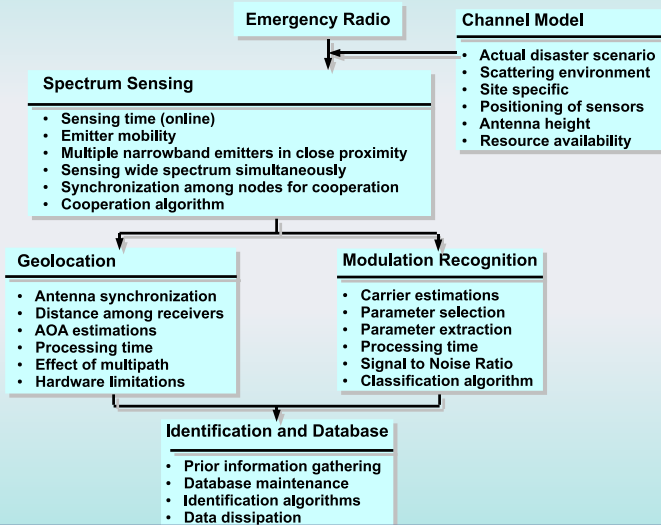 Emergency Radio
Channel Model
• Actual disaster scenario
• Scattering environment
• Site specific
• Positioning of sensors
• Antenna height
• Resource availability
Spectrum Sensing
• Sensing time (online)
• Emitter mobility
• Multiple narrowband emitters in close proximity
• Sensing wide spectrum simultaneously
• Synchronization among nodes for cooperation
• Cooperation algorithm
Geolocation
• Antenna synchronization
• Distance among receivers
• AOA estimations
• Processing time
• Effect of multipath
• Hardware limitations
Modulation Recognition
• Carrier estimations
• Parameter selection
• Parameter extraction
• Processing time
• Signal to Noise Ratio
• Classification algorithm
Identification and Database
• Prior information gathering
• Database maintenance
• Identification algorithms
• Data dissipation